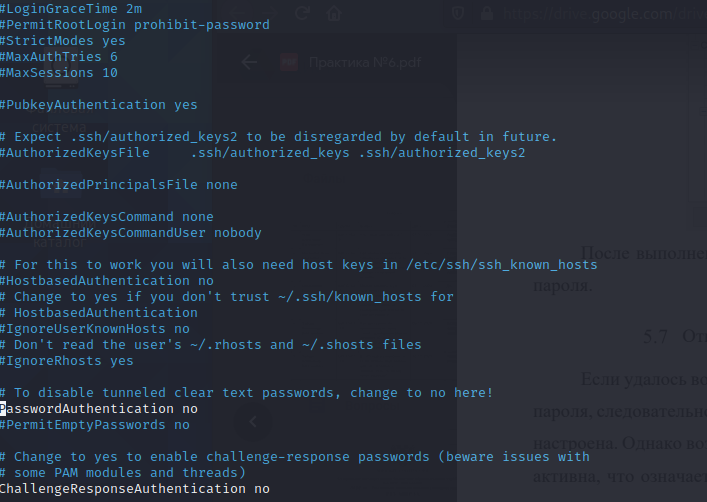 #LoginGraceTime 2m
#PermitRootLogin prohibit-password
#StrictModes yes
#MaxAuthTries 6
#MaxSessions 10
#PubkeyAuthentication yes
# Expect .ssh/authorized_keys2 to be disregarded by default in future.
#AuthorizedKeysFile     .ssh/authorized_keys .ssh/authorized_keys2
#AuthorizedPrincipalsFile none
#AuthorizedKeysCommand none
#AuthorizedKeysCommandUser nobody
# For this to work you will also need host keys in /etc/ssh/ssh_known_hosts
#HostbasedAuthentication no
# Change to yes if you don't trust ~/.ssh/known_hosts for
# HostbasedAuthentication
#IgnoreUserKnownHosts no
# Don't read the user's ~/.rhosts and ~/.shosts files
#IgnoreRhosts yes
# To disable tunneled clear text passwords, change to no here!
PasswordAuthentication no
#PermitEmptyPasswords no
# Change to yes to enable challenge-response passwords (beware issues with
# some PAM modules and threads)
ChallengeResponseAuthentication no
google.com
Практика №6.pdf
система
каталог
После выполне
пароля.
5.7 От
Если удалось во
пароля, следовательн
настроена. Однако во
активна, что означае